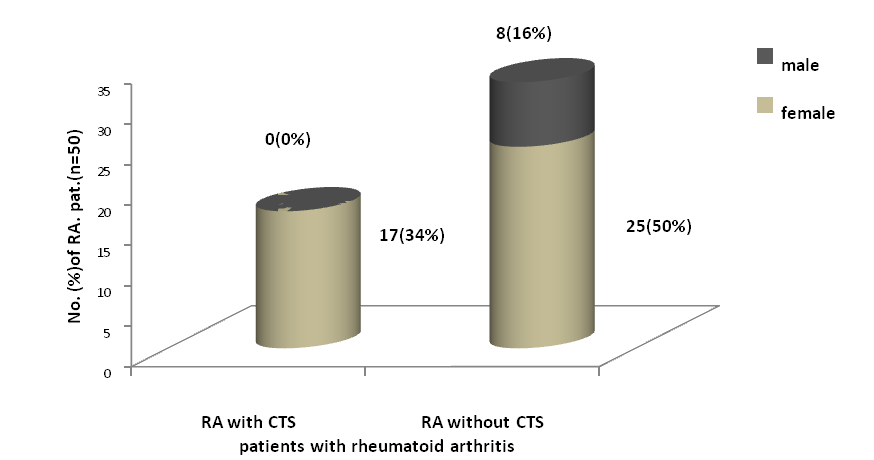 8(16%)
male
female
35
30
25
20
15
10
5
0
No. (%)of RA. pat.(n=50)
0(0%)
17(34%)
25(50%)
RA with CTS
RA without CTS
patients with rheumatoid arthritis